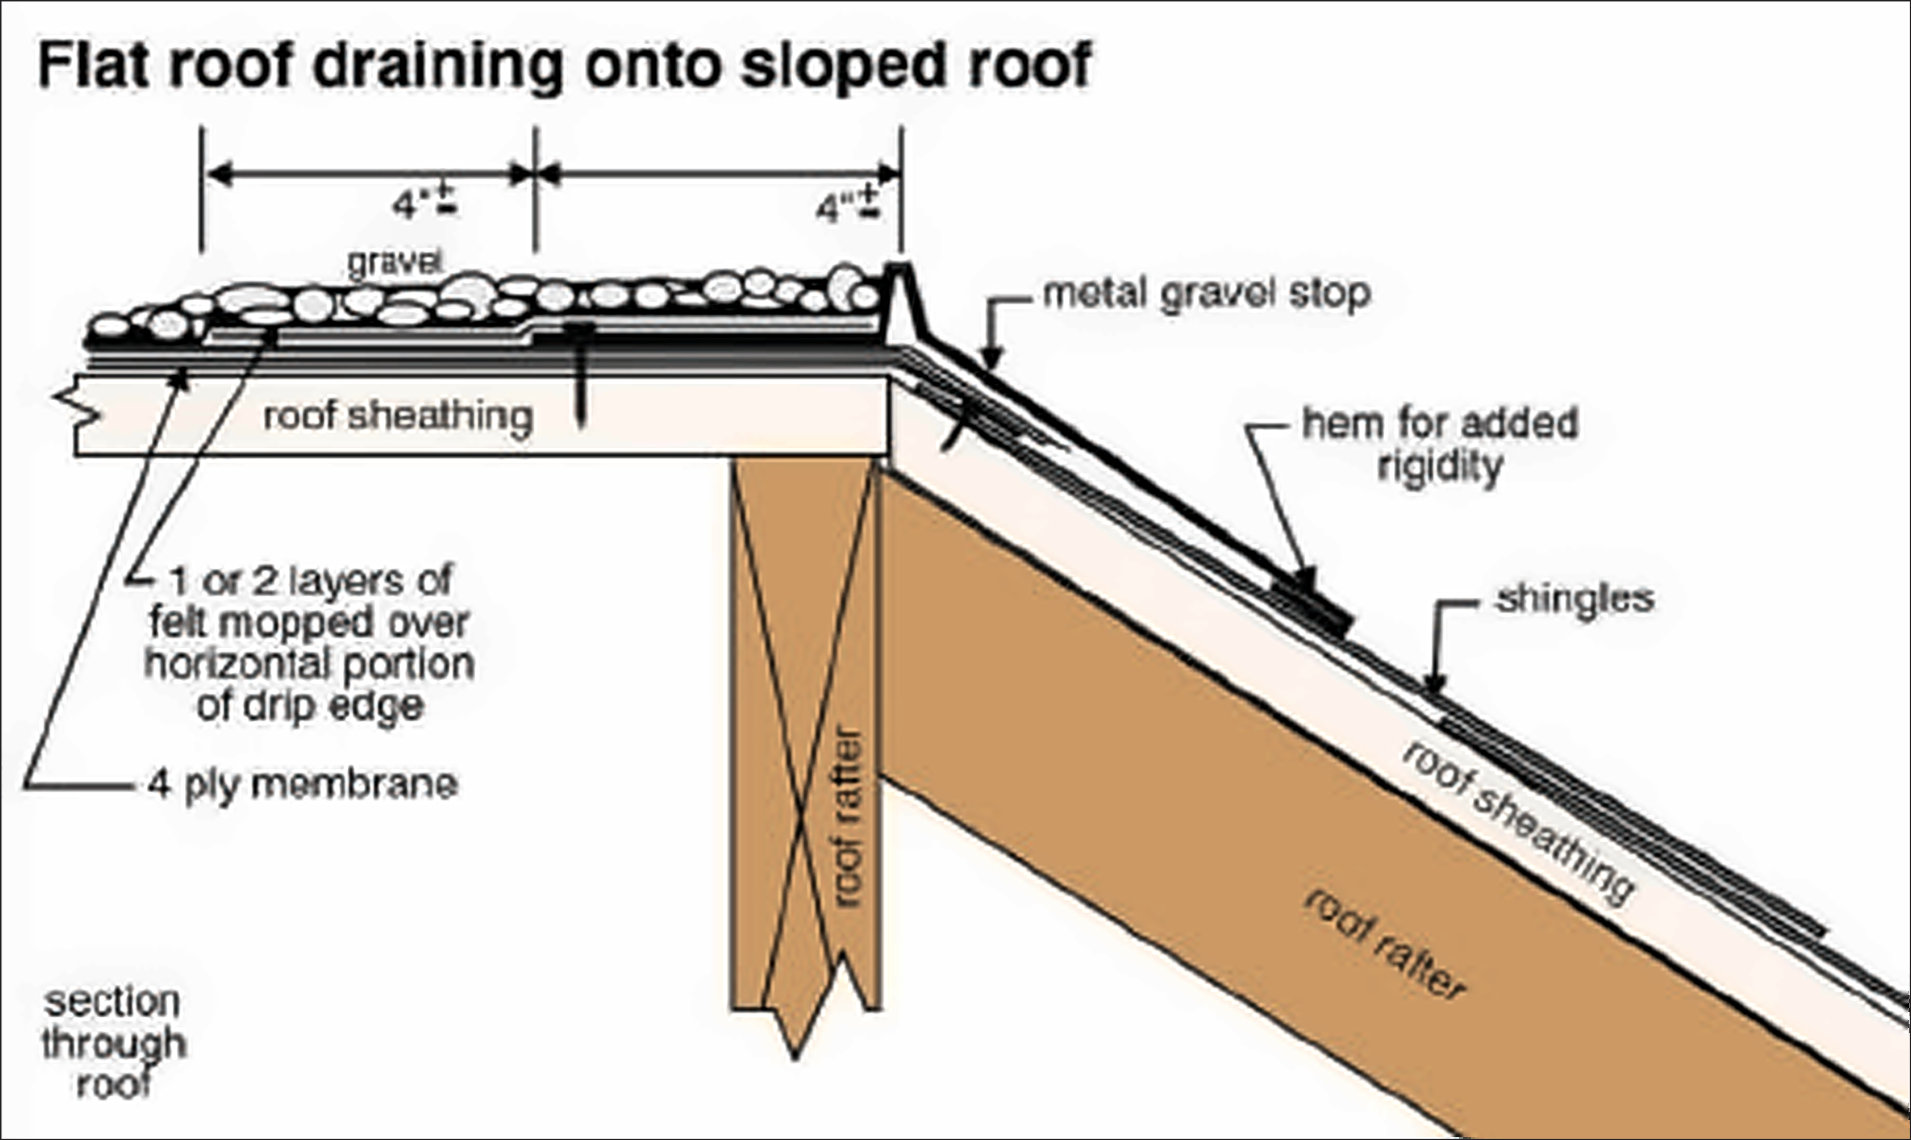 Flat roof draining onto sloped roof
4"±
4"±
gravel
metal gravel stop
roof sheathing
hem for added
rigidity
1 or 2 layers of
felt mopped over
horizontal portion
of drip edge
shingles
4 ply membrane
roof rafter
roof sheathing
roof rafter
section
through
roof